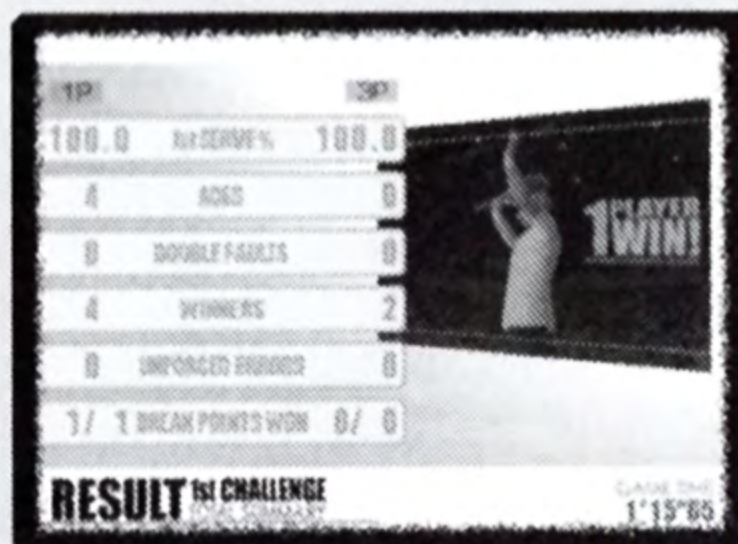 1P 3P
100.0 1st SERVE % 100.0
4 ACES 0
0 DOUBLE FAULTS 0
4 WINNERS 2
0 UNFORCED ERRORS 0
1/ 1 BREAK POINTS WON 0/ 0
1 PLAYER
WIN!
RESULT 1st CHALLENGE
TOTAL SUMMARY
GAME TIME
1'15"65